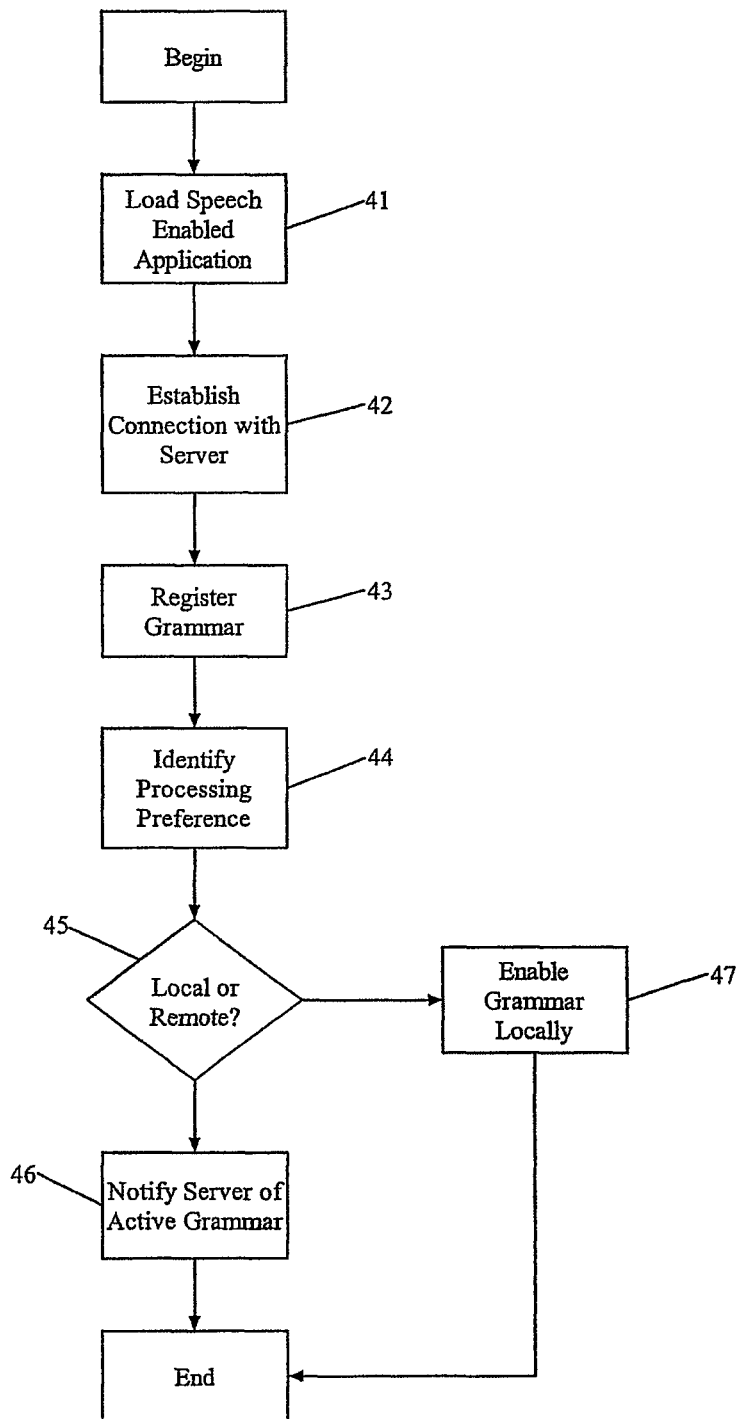 Begin
Load Speech
Enabled
Application
41
Establish
Connection with
Server
42
Register
Grammar
43
Identify
Processing
Preference
44
45
Local or
Remote?
Enable
Grammar
Locally
47
46
Notify Server of
Active Grammar
End